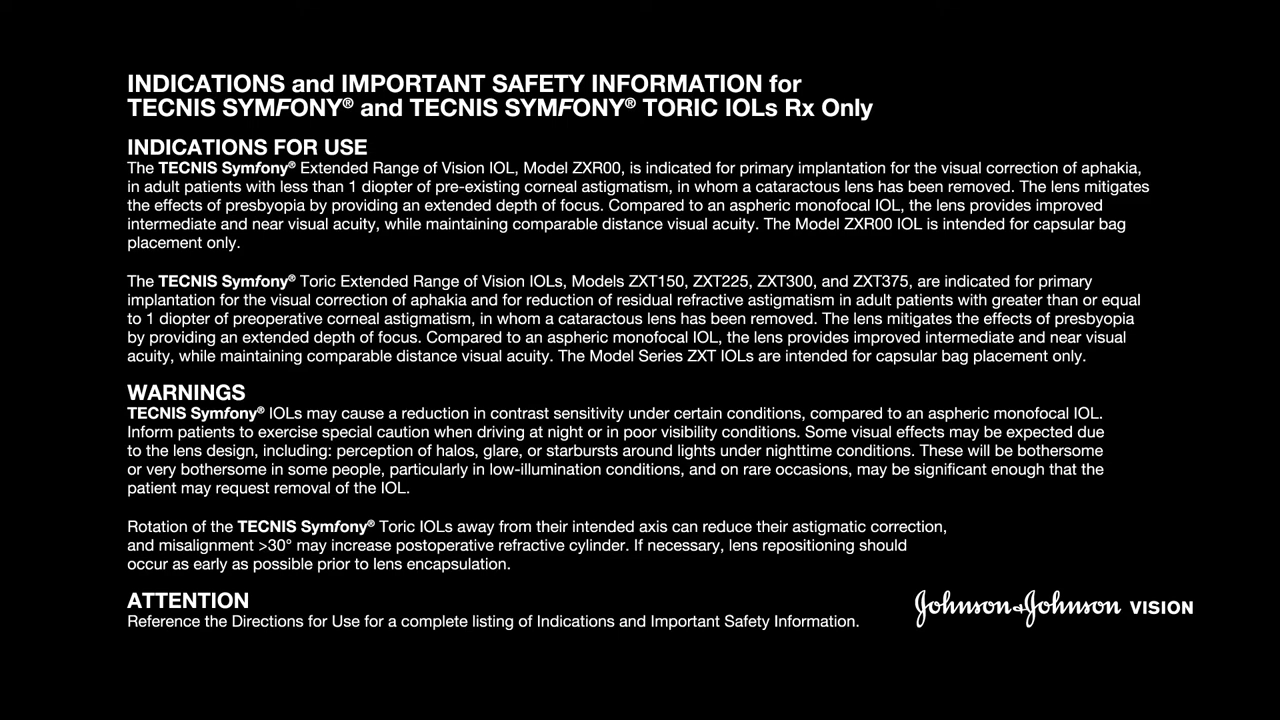 INDICATIONS and IMPORTANT SAFETY INFORMATION for
TECNIS SYMFONY® and TECNIS SYMFONY® TORIC IOLs Rx Only
INDICATIONS FOR USE
The TECNIS Symfony® Extended Range of Vision IOL, Model ZXR00, is indicated for primary implantation for the visual correction of aphakia,
in adult patients with less than 1 diopter of pre-existing corneal astigmatism, in whom a cataractous lens has been removed. The lens mitigates
the effects of presbyopia by providing an extended depth of focus. Compared to an aspheric monofocal IOL, the lens provides improved
intermediate and near visual acuity, while maintaining comparable distance visual acuity. The Model ZXR00 IOL is intended for capsular bag
placement only.
The TECNIS Symfony® Toric Extended Range of Vision IOLs, Models ZXT150, ZXT225, ZXT300, and ZXT375, are indicated for primary
implantation for the visual correction of aphakia and for reduction of residual refractive astigmatism in adult patients with greater than or equal
to 1 diopter of preoperative corneal astigmatism, in whom a cataractous lens has been removed. The lens mitigates the effects of presbyopia
by providing an extended depth of focus. Compared to an aspheric monofocal IOL, the lens provides improved intermediate and near visual
acuity, while maintaining comparable distance visual acuity. The Model Series ZXT IOLs are intended for capsular bag placement only.
WARNINGS
TECNIS Symfony® IOLs may cause a reduction in contrast sensitivity under certain conditions, compared to an aspheric monofocal IOL.
Inform patients to exercise special caution when driving at night or in poor visibility conditions. Some visual effects may be expected due
to the lens design, including: perception of halos, glare, or starbursts around lights under nighttime conditions. These will be bothersome
or very bothersome in some people, particularly in low-illumination conditions, and on rare occasions, may be significant enough that the
patient may request removal of the IOL.
Rotation of the TECNIS Symfony® Toric IOLs away from their intended axis can reduce their astigmatic correction,
and misalignment >30° may increase postoperative refractive cylinder. If necessary, lens repositioning should
occur as early as possible prior to lens encapsulation.
ATTENTION
Reference the Directions for Use for a complete listing of Indications and Important Safety Information.
Johnson & Johnson VISION